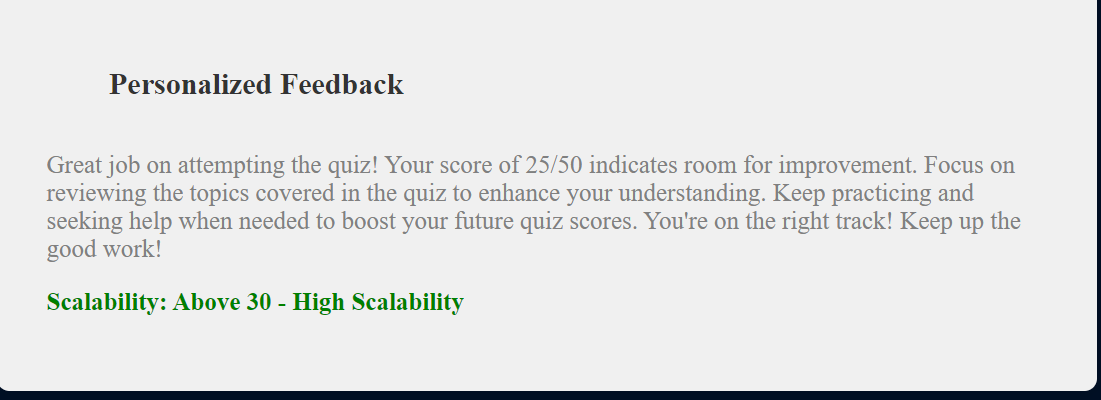 Personalized Feedback
Great job on attempting the quiz! Your score of 25/50 indicates room for improvement. Focus on
reviewing the topics covered in the quiz to enhance your understanding. Keep practicing and
seeking help when needed to boost your future quiz scores. You're on the right track! Keep up the
good work!
Scalability: Above 30 - High Scalability